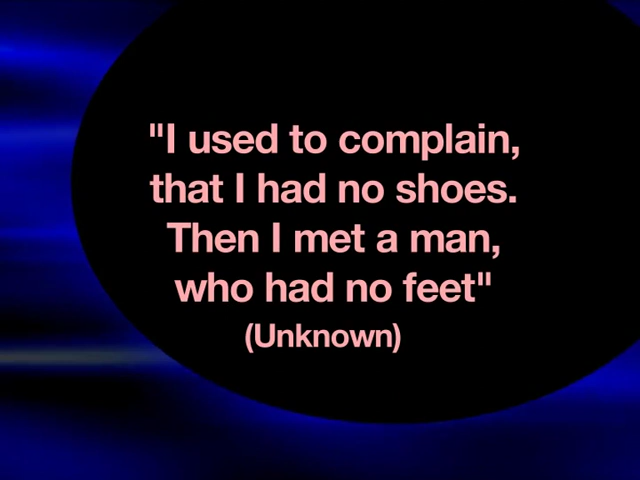 "I used to complain,
that I had no shoes.
Then I met a man,
who had no feet"
(Unknown)